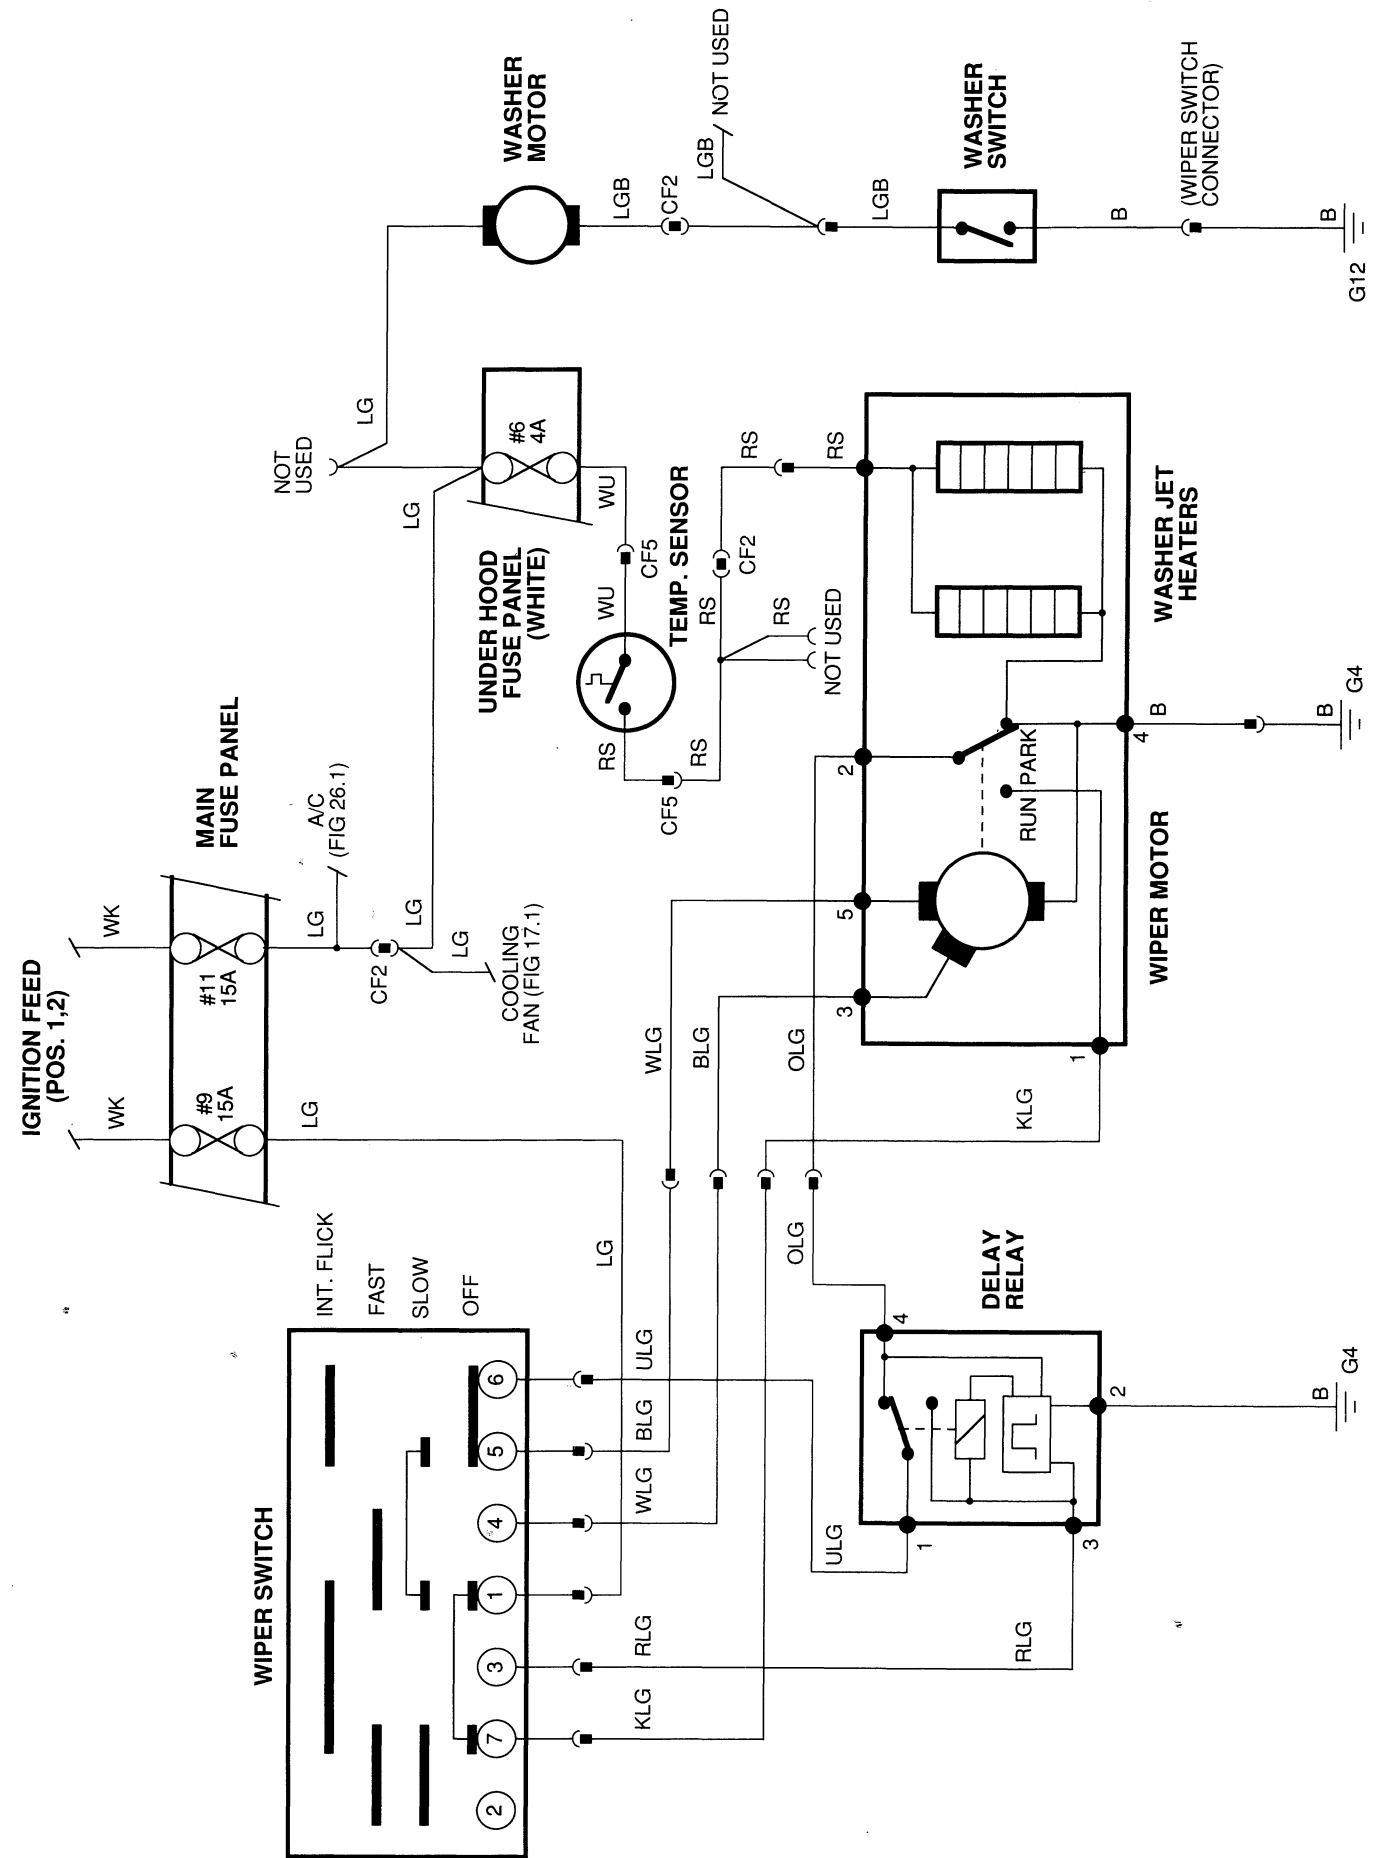 IGNITION FEED
(POS. 1,2)
WK
WK
MAIN
FUSE PANEL
#9
15A
#11
15A
LG
LG
A/C
(FIG 26.1)
CF2
LG
LG
COOLING
FAN (FIG 17.1)
LG
NOT
USED
LG
UNDER HOOD
FUSE PANEL
(WHITE)
#6
4A
WU
CF5
WU
TEMP. SENSOR
RS
CF5
RS
RS
CF2
RS
NOT USED
RS
RS
WASHER
MOTOR
LGB
CF2
LGB
NOT USED
LGB
WASHER
SWITCH
B
(WIPER SWITCH
CONNECTOR)
B
G12
WIPER SWITCH
INT. FLICK
FAST
SLOW
OFF
2
7
3
1
4
5
6
KLG
RLG
WLG
BLG
ULG
LG
WLG
BLG
OLG
OLG
KLG
ULG
RLG
DELAY
RELAY
1
2
3
4
B
G4
WIPER MOTOR
1
3
5
2
4
RUN
PARK
WASHER JET
HEATERS
B
B
G4